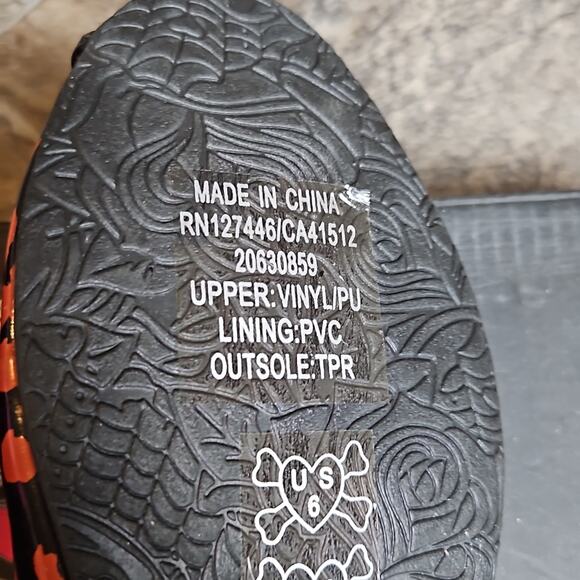 MADE IN CHINA
RN127446/CA41512
20630859
UPPER:VINYL/PU
LINING:PVC
OUTSOLE:TPR
US
6